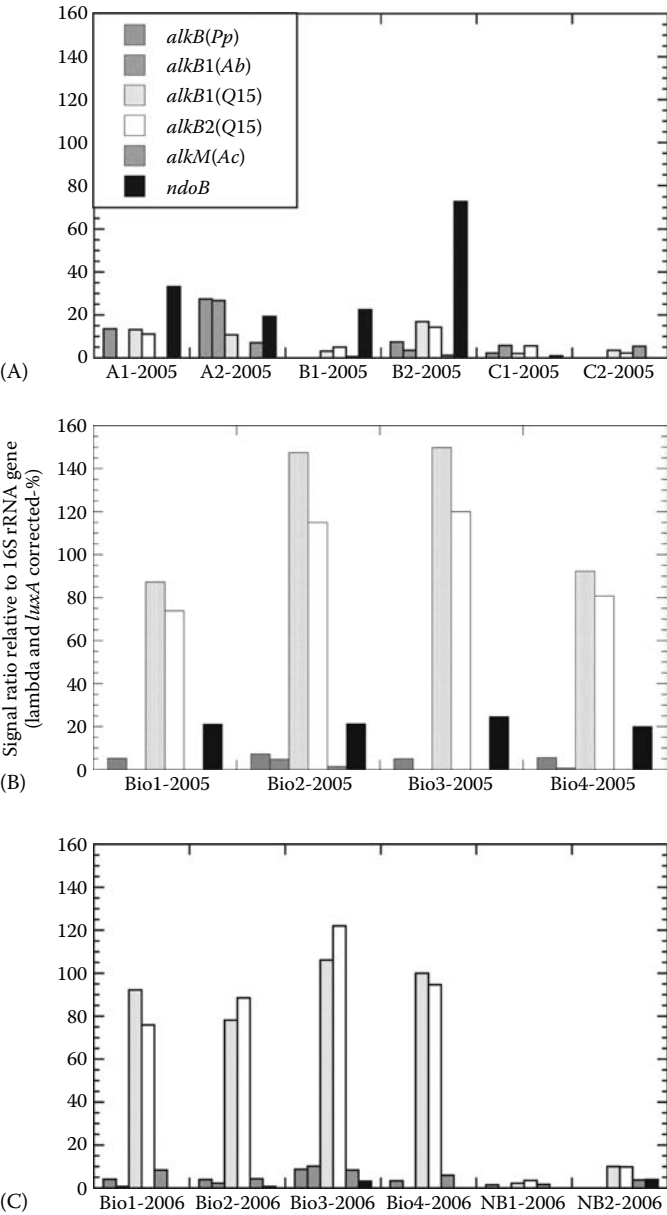 160
140
120
100
80
60
40
20
0
alkB(Pp)
alkB1(Ab)
alkB1(Q15)
alkB2(Q15)
alkM(Ac)
ndoB
(A)
A1-2005 A2-2005 B1-2005 B2-2005 C1-2005 C2-2005
Signal ratio relative to 16S rRNA gene
(lambda and luxA corrected-%)
160
140
120
100
80
60
40
20
0
(B)
Bio1-2005 Bio2-2005 Bio3-2005 Bio4-2005
160
140
120
100
80
60
40
20
0
(C)
Bio1-2006 Bio2-2006 Bio3-2006 Bio4-2006 NB1-2006 NB2-2006